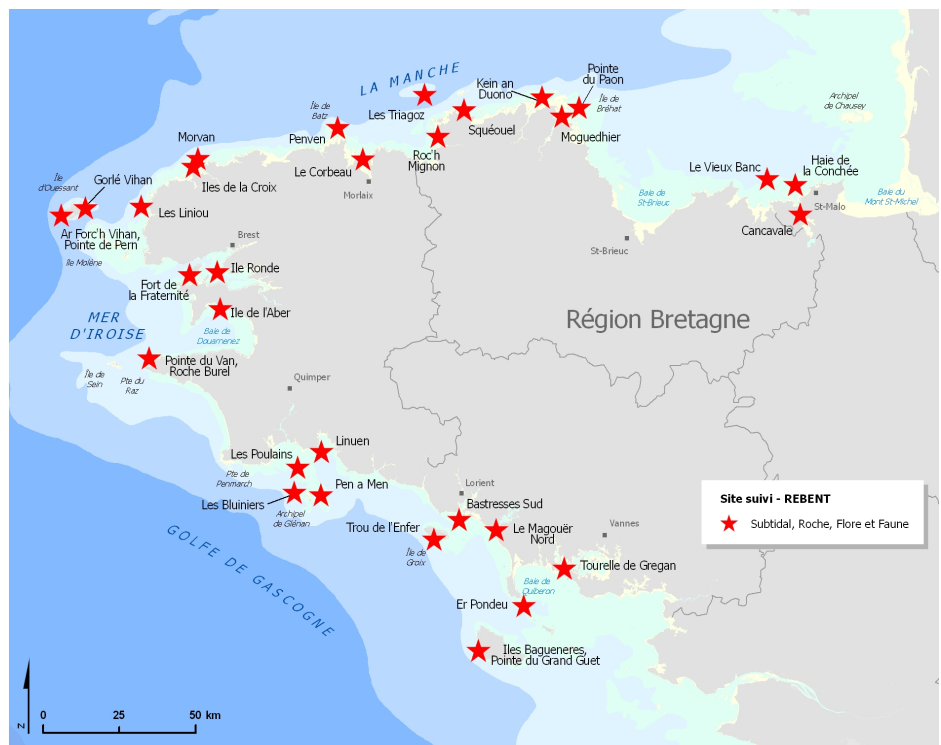 LA MANCHE
Pointe
du Paon
Kein an
Duono
Île de
Bréhat
Archipel
de Chausey
Île de
Batz
Les Triagoz
Squéouel
Moguedhier
Morvan
Penven
Roc'h
Mignon
Le Corbeau
Morlaix
Le Vieux Banc
Haie de
la Conchée
Île
d'Ouessant
Gorlé Vihan
Iles de la Croix
Baie de
St-Brieuc
St-Malo
Baie du
Mont St-Michel
Les Liniou
Ar Forc'h Vihan,
Pointe de Pern
Cancavale
Brest
St-Brieuc
Île Molène
Ile Ronde
Fort de
la Fraternité
Ile de l'Aber
MER
D'IROISE
Baie de
Douarnenez
Région Bretagne
Pointe du Van,
Roche Burel
Île de
Sein
Pte du
Raz
Quimper
Linuen
Les Poulains
Pte de
Penmarch
Pen a Men
Les Bluiniers
Archipel
de Glénan
Lorient
Bastresses Sud
Trou de l'Enfer
Le Magouër
Nord
Vannes
Île de
Groix
Tourelle de Gregan
Baie de
Quiberon
Er Pondeu
Iles Bagueneres,
Pointe du Grand Guet
GOLFE DE GASCOGNE
Site suivi - REBENT
Subtidal, Roche, Flore et Faune
N
0 25 50 km